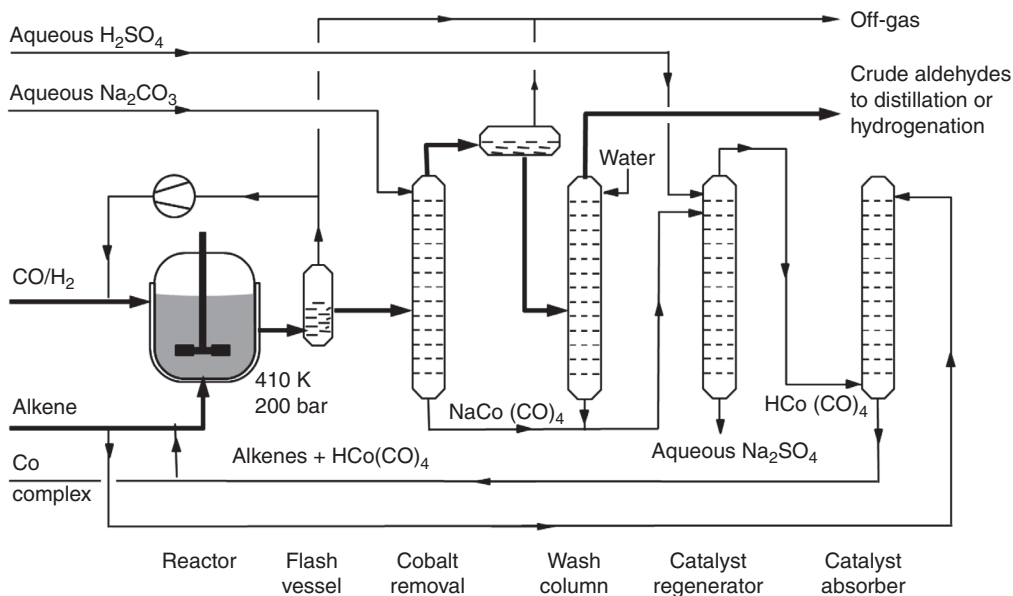 Off-gas
Aqueous H₂SO₄
Crude aldehydes
to distillation or
hydrogenation
Aqueous Na₂CO₃
Water
CO/H₂
410 K
200 bar
Alkene
NaCo (CO)₄
HCo (CO)₄
Aqueous Na₂SO₄
Alkenes + HCo(CO)₄
Co
complex
Reactor
Flash
vessel
Cobalt
removal
Wash
column
Catalyst
regenerator
Catalyst
absorber